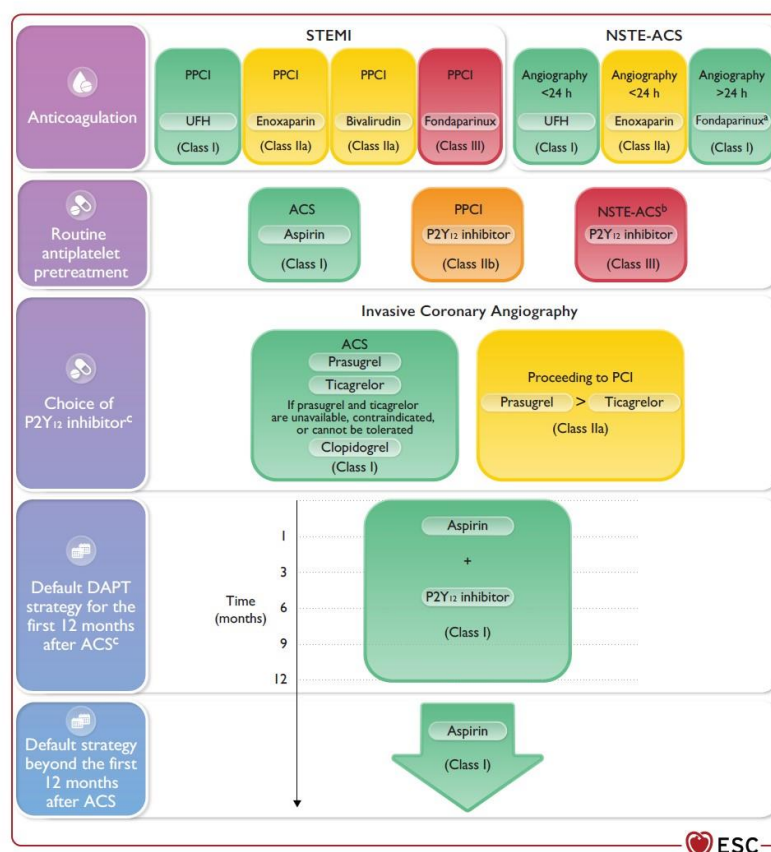 STEMI
NSTE-ACS
Anticoagulation
PPCI
UFH
(Class I)
PPCI
Enoxaparin
(Class IIa)
PPCI
Bivalirudin
(Class IIa)
PPCI
Fondaparinux
(Class III)
Angiography
<24 h
UFH
(Class I)
Angiography
<24 h
Enoxaparin
(Class IIa)
Angiography
>24 h
Fondaparinuxᵃ
(Class I)
Routine
antiplatelet
pretreatment
ACS
Aspirin
(Class I)
PPCI
P2Y₁₂ inhibitor
(Class IIb)
NSTE-ACSᵇ
P2Y₁₂ inhibitor
(Class III)
Invasive Coronary Angiography
Choice of
P2Y₁₂ inhibitorᶜ
ACS
Prasugrel
Ticagrelor
If prasugrel and ticagrelor
are unavailable, contraindicated,
or cannot be tolerated
Clopidogrel
(Class I)
Proceeding to PCI
Prasugrel > Ticagrelor
(Class IIa)
Default DAPT
strategy for the
first 12 months
after ACSᶜ
Time
(months)
1
3
6
9
12
Aspirin
+
P2Y₁₂ inhibitor
(Class I)
Default strategy
beyond the first
12 months
after ACS
Aspirin
(Class I)
ESC